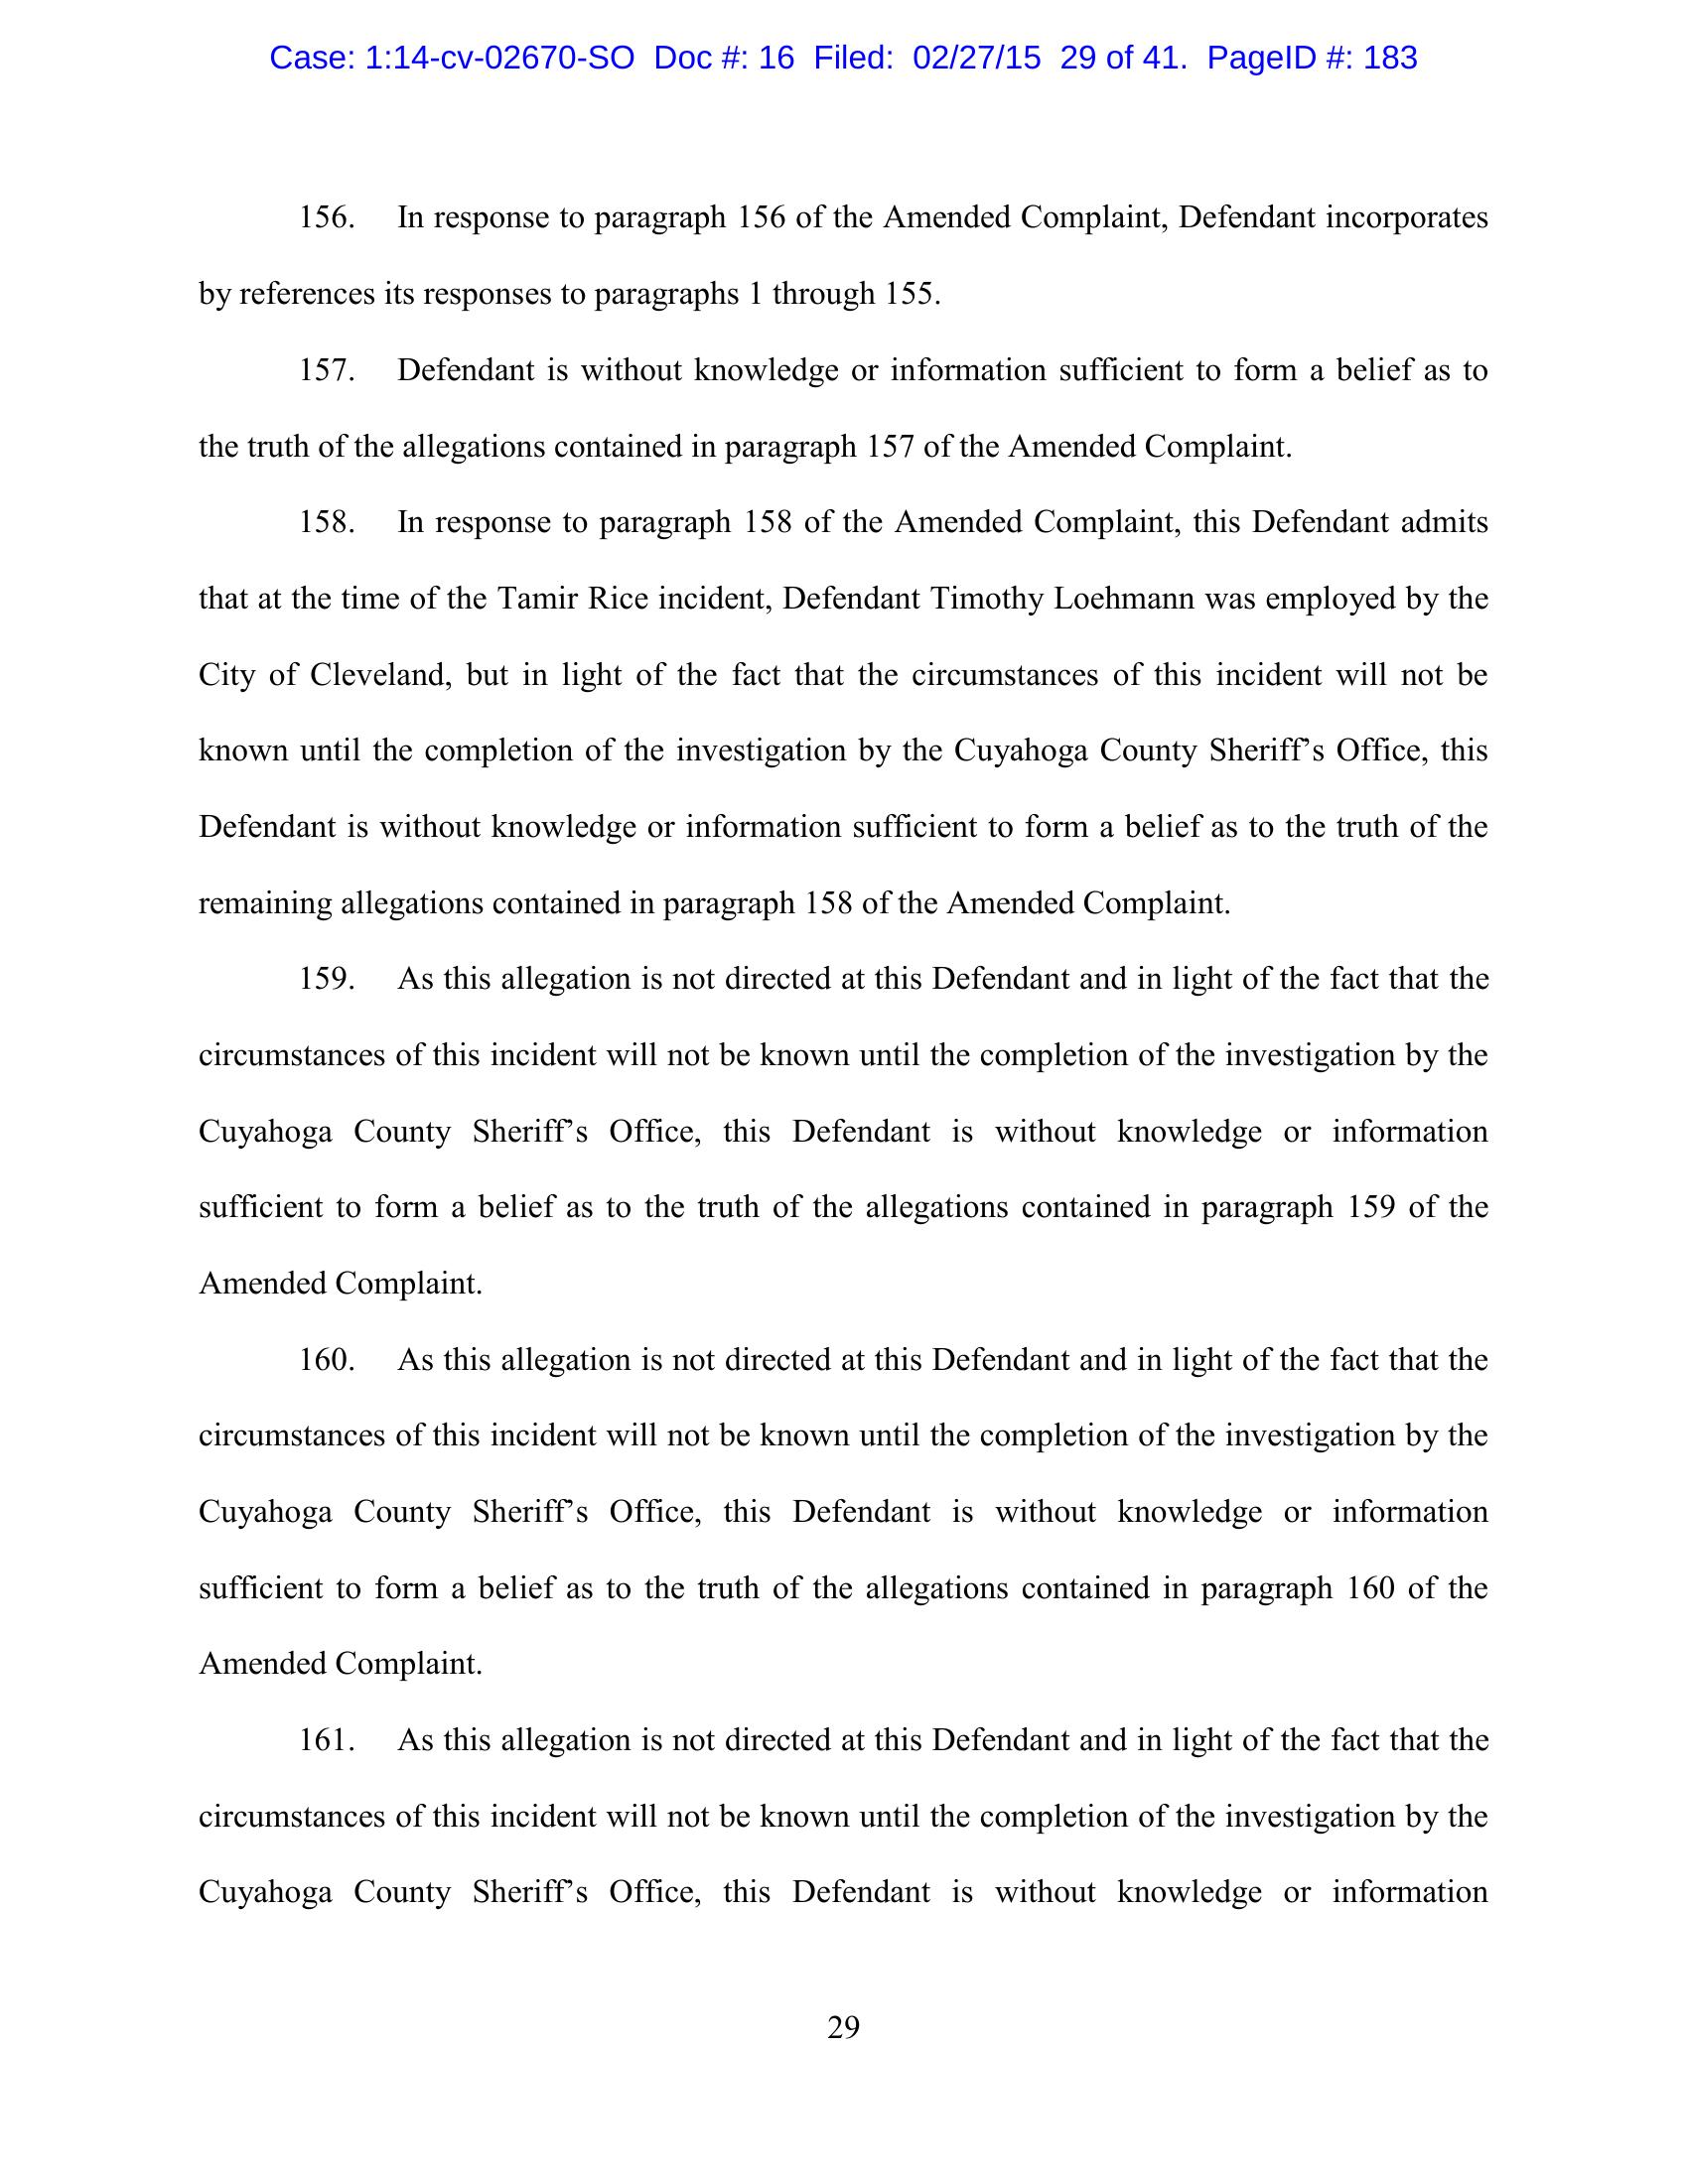 Case: 1:14-cv-02670-SO Doc #: 16 Filed: 02/27/15 29 of 41. PageID #: 183
156. In response to paragraph 156 of the Amended Complaint, Defendant incorporates
by references its responses to paragraphs 1 through 155.
157. Defendant is without knowledge or information sufficient to form a belief as to
the truth of the allegations contained in paragraph 157 of the Amended Complaint.
158. In response to paragraph 158 of the Amended Complaint, this Defendant admits
that at the time of the Tamir Rice incident, Defendant Timothy Loehmann was employed by the
City of Cleveland, but in light of the fact that the circumstances of this incident will not be
known until the completion of the investigation by the Cuyahoga County Sheriff’s Office, this
Defendant is without knowledge or information sufficient to form a belief as to the truth of the
remaining allegations contained in paragraph 158 of the Amended Complaint.
159. As this allegation is not directed at this Defendant and in light of the fact that the
circumstances of this incident will not be known until the completion of the investigation by the
Cuyahoga County Sheriff’s Office, this Defendant is without knowledge or information
sufficient to form a belief as to the truth of the allegations contained in paragraph 159 of the
Amended Complaint.
160. As this allegation is not directed at this Defendant and in light of the fact that the
circumstances of this incident will not be known until the completion of the investigation by the
Cuyahoga County Sheriff’s Office, this Defendant is without knowledge or information
sufficient to form a belief as to the truth of the allegations contained in paragraph 160 of the
Amended Complaint.
161. As this allegation is not directed at this Defendant and in light of the fact that the
circumstances of this incident will not be known until the completion of the investigation by the
Cuyahoga County Sheriff’s Office, this Defendant is without knowledge or information
29